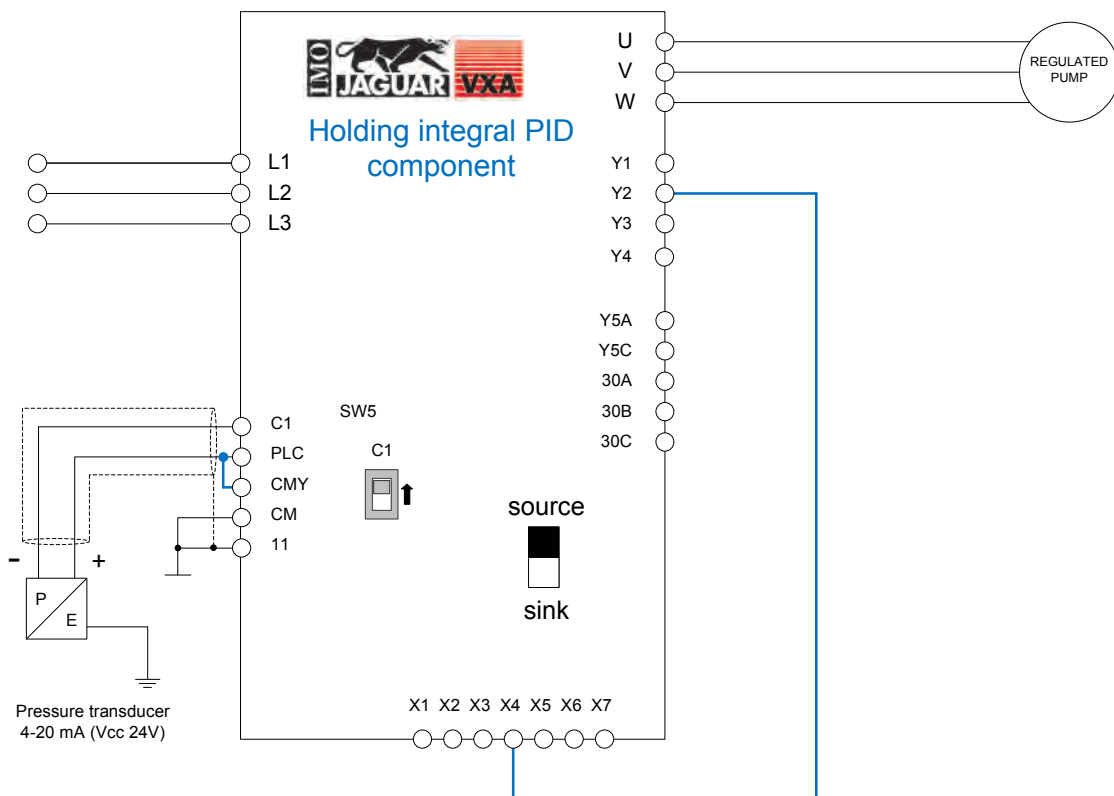 IMO
JAGUAR
VXA
Holding integral PID
component
U
V
W
REGULATED
PUMP
L1
L2
L3
Y1
Y2
Y3
Y4
Y5A
Y5C
30A
30B
30C
C1
PLC
CMY
CM
11
SW5
C1
source
sink
- +
P
E
Pressure transducer
4-20 mA (Vcc 24V)
X1 X2 X3 X4 X5 X6 X7